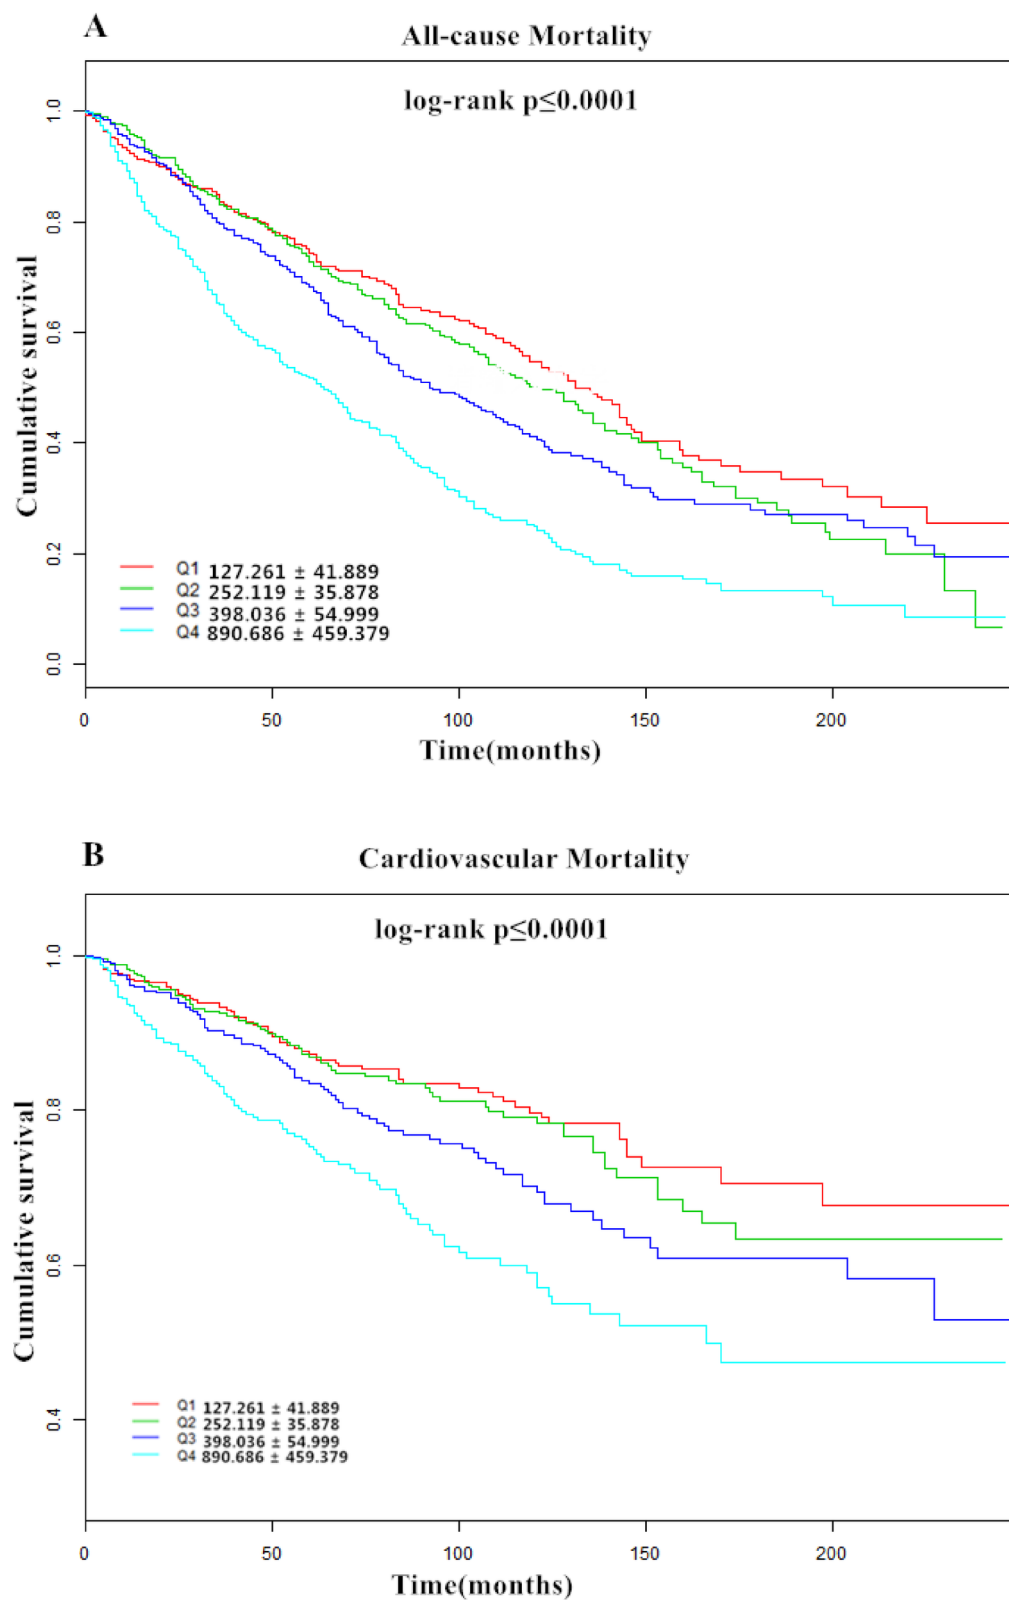 A
All-cause Mortality
log-rank p≤0.0001
Cumulative survival
1.0
0.8
0.6
0.4
0.2
0.0
Q1 127.261 ± 41.889
Q2 252.119 ± 35.878
Q3 398.036 ± 54.999
Q4 890.686 ± 459.379
0 50 100 150 200
Time(months)
B
Cardiovascular Mortality
log-rank p≤0.0001
Cumulative survival
1.0
0.8
0.6
0.4
Q1 127.261 ± 41.889
Q2 252.119 ± 35.878
Q3 398.036 ± 54.999
Q4 890.686 ± 459.379
0 50 100 150 200
Time(months)